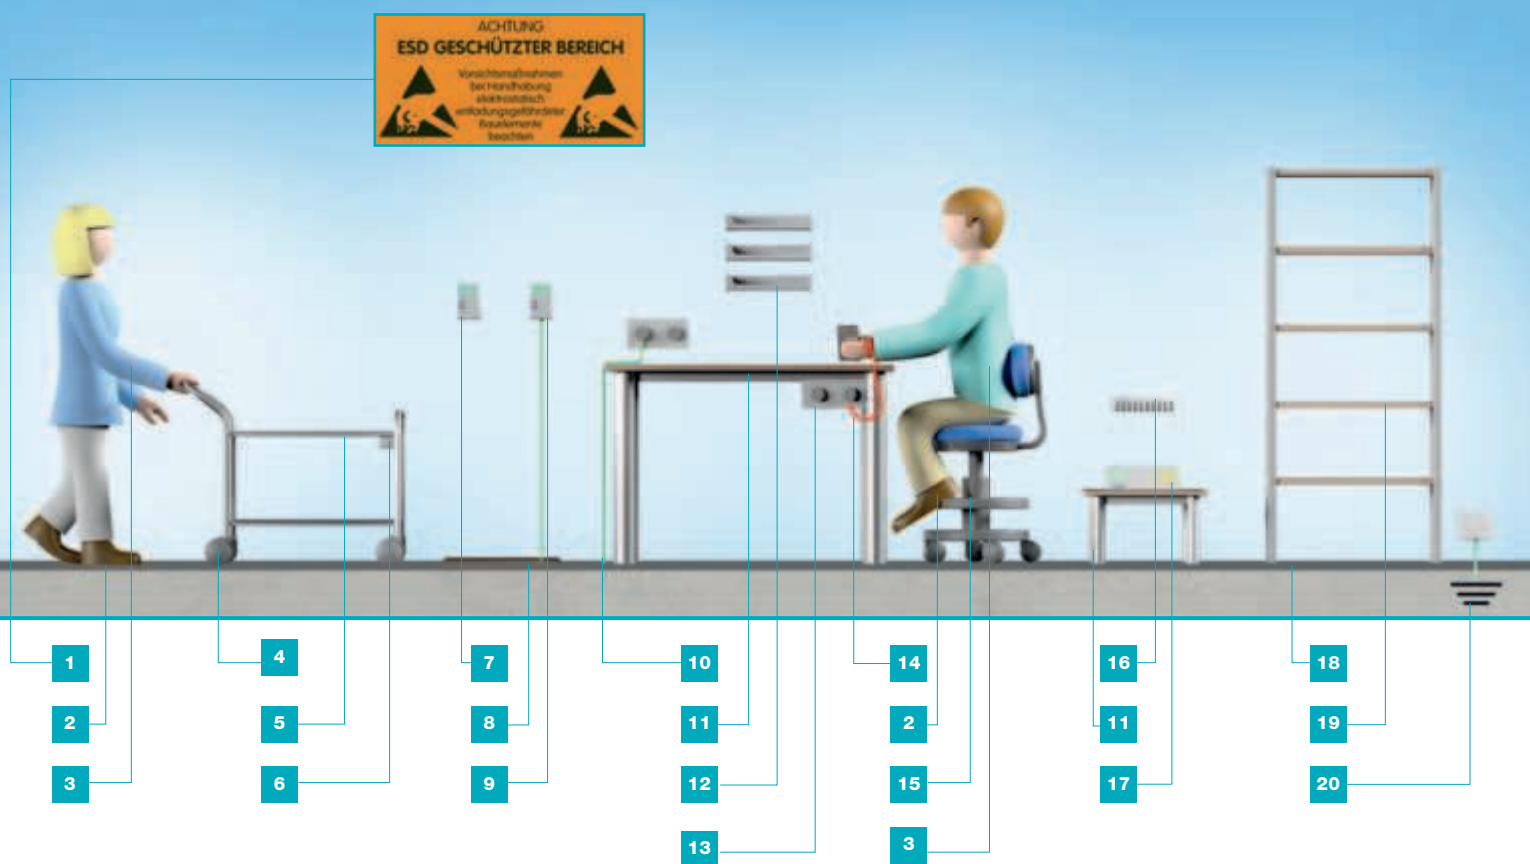 ACHTUNG
ESD GESCHÜTZTER BEREICH
Vorsichtsmaßnahmen
bei Handhabung
elektrostatisch
entladungsgefährdeter
Bauelemente
beachten
1
4
7
10
14
16
18
2
5
8
11
2
11
19
3
6
9
12
15
17
20
13
3